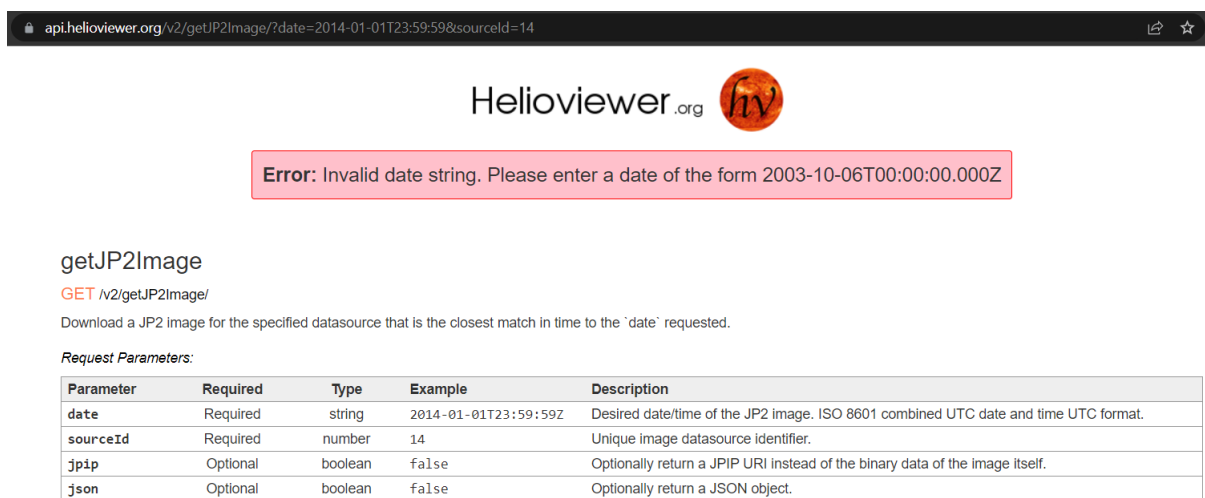 api.helioviewer.org/v2/getJP2Image/?date=2014-01-01T23:59:59&sourceId=14
Helioviewer.org hv
Error: Invalid date string. Please enter a date of the form 2003-10-06T00:00:00.000Z
getJP2Image
GET /v2/getJP2Image/
Download a JP2 image for the specified datasource that is the closest match in time to the `date` requested.
Request Parameters:
Parameter Required Type Example Description
date Required string 2014-01-01T23:59:59Z Desired date/time of the JP2 image. ISO 8601 combined UTC date and time UTC format.
sourceId Required number 14 Unique image datasource identifier.
jpip Optional boolean false Optionally return a JPIP URI instead of the binary data of the image itself.
json Optional boolean false Optionally return a JSON object.